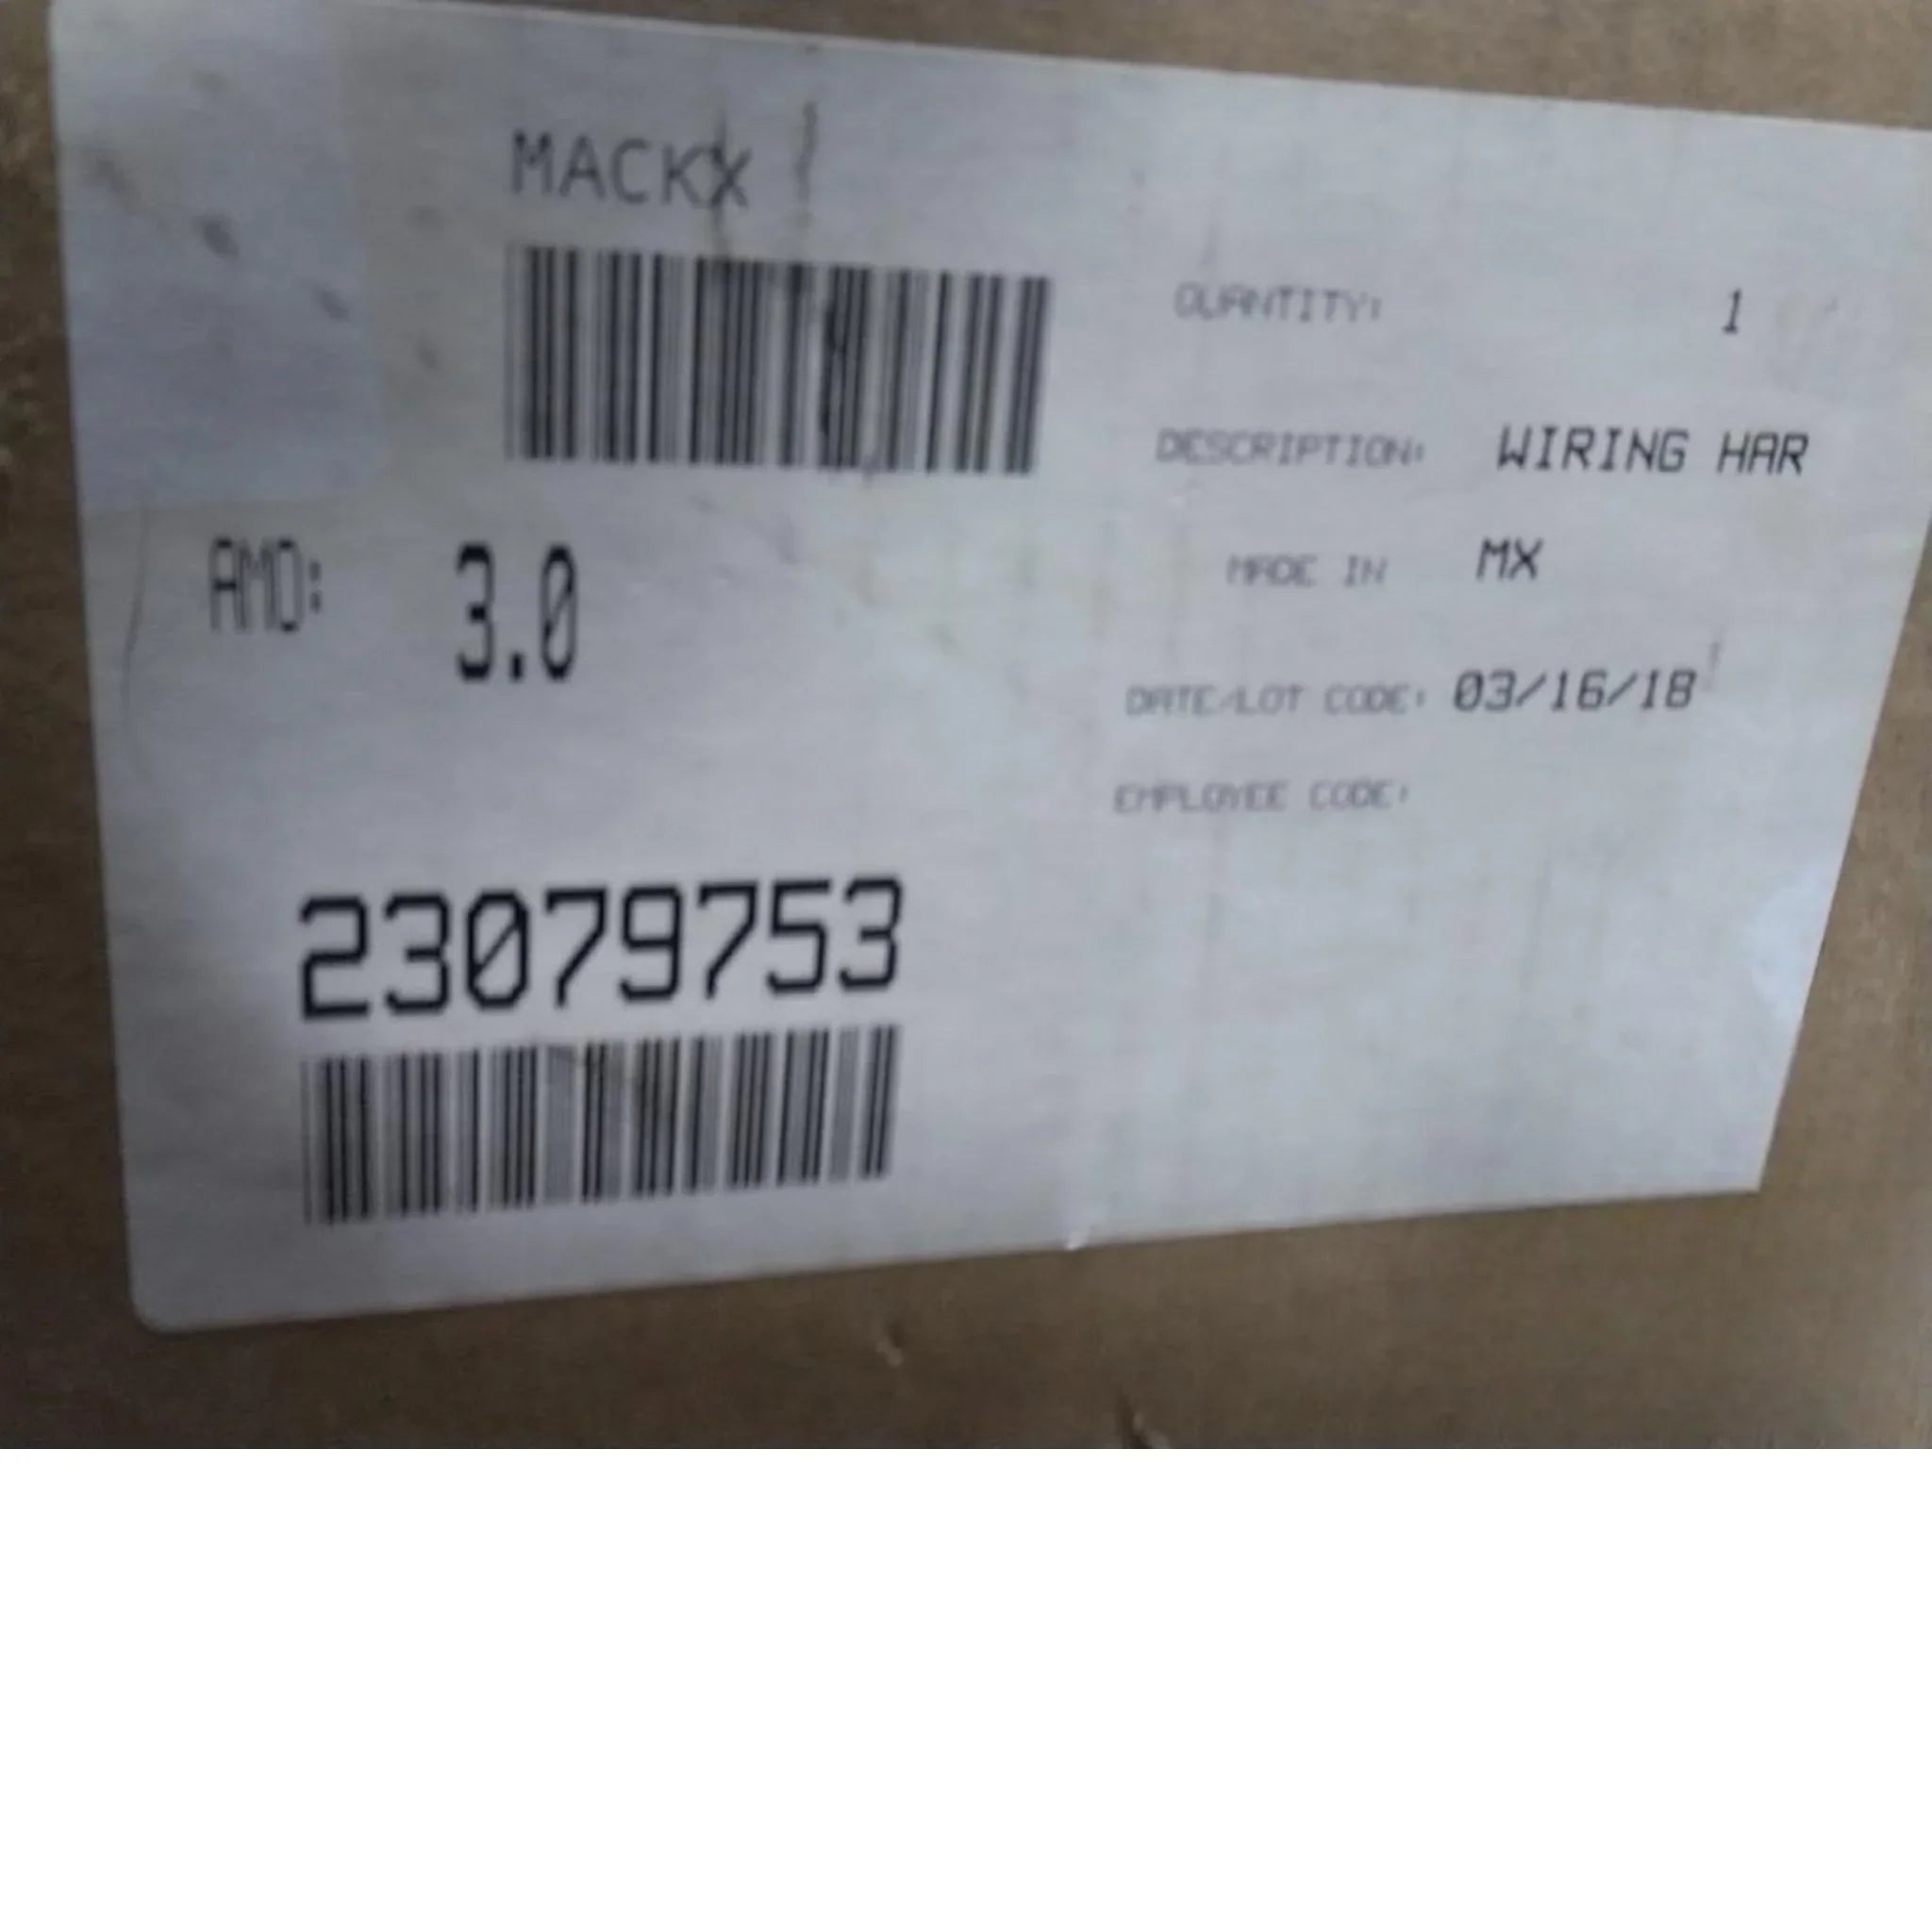 MACKX
QUANTITY: 1
DESCRIPTION: WIRING HAR
AMD: 3.0
MADE IN MX
DATE/LOT CODE: 03/16/18
EMPLOYEE CODE:
23079753